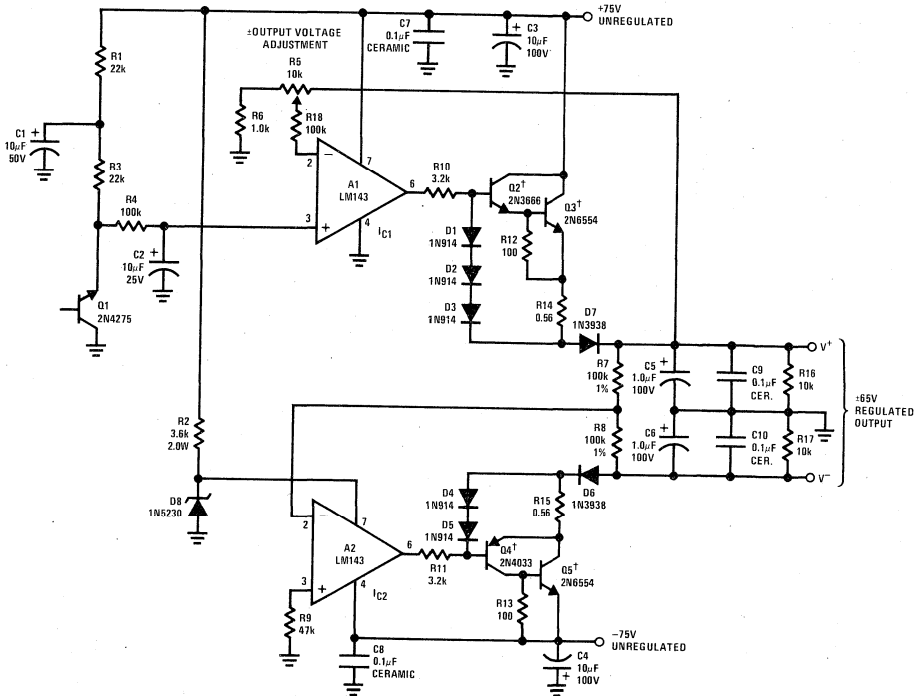 +75V
UNREGULATED
±OUTPUT VOLTAGE
ADJUSTMENT
C7
0.1µF
CERAMIC
C3
10µF
100V
+
R1
22k
R5
10k
R6
1.0k
R18
100k
C1
10µF
50V
+
R3
22k
2
−
7
A1
LM143
6
3
+
4
IC1
R10
3.2k
Q2†
2N3666
Q3†
2N6554
R4
100k
C2
10µF
25V
+
D1
1N914
R12
100
D2
1N914
Q1
2N4275
D3
1N914
R14
0.56
D7
1N3938
V+
R7
100k
1%
C5
1.0µF
100V
+
C9
0.1µF
CER.
R16
10k
±65V
REGULATED
OUTPUT
R2
3.6k
2.0W
R8
100k
1%
C6
1.0µF
100V
+
C10
0.1µF
CER.
R17
10k
V−
D8
1N5230
D4
1N914
R15
0.56
D6
1N3938
2
−
7
D5
1N914
A2
LM143
6
R11
3.2k
Q4†
2N4033
Q5†
2N6554
3
+
4
IC2
R9
47k
R13
100
−75V
UNREGULATED
C8
0.1µF
CERAMIC
C4
10µF
100V
+